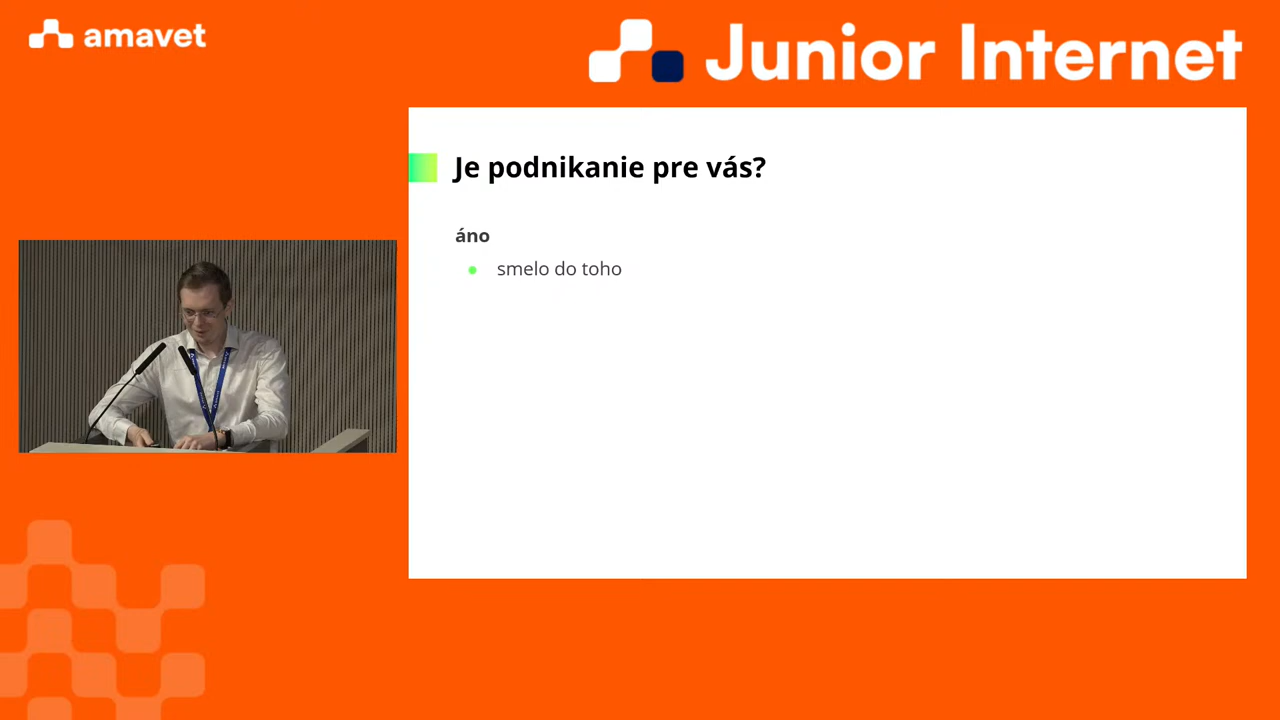 amavet
Junior Internet
Je podnikanie pre vás?
áno
smelo do toho